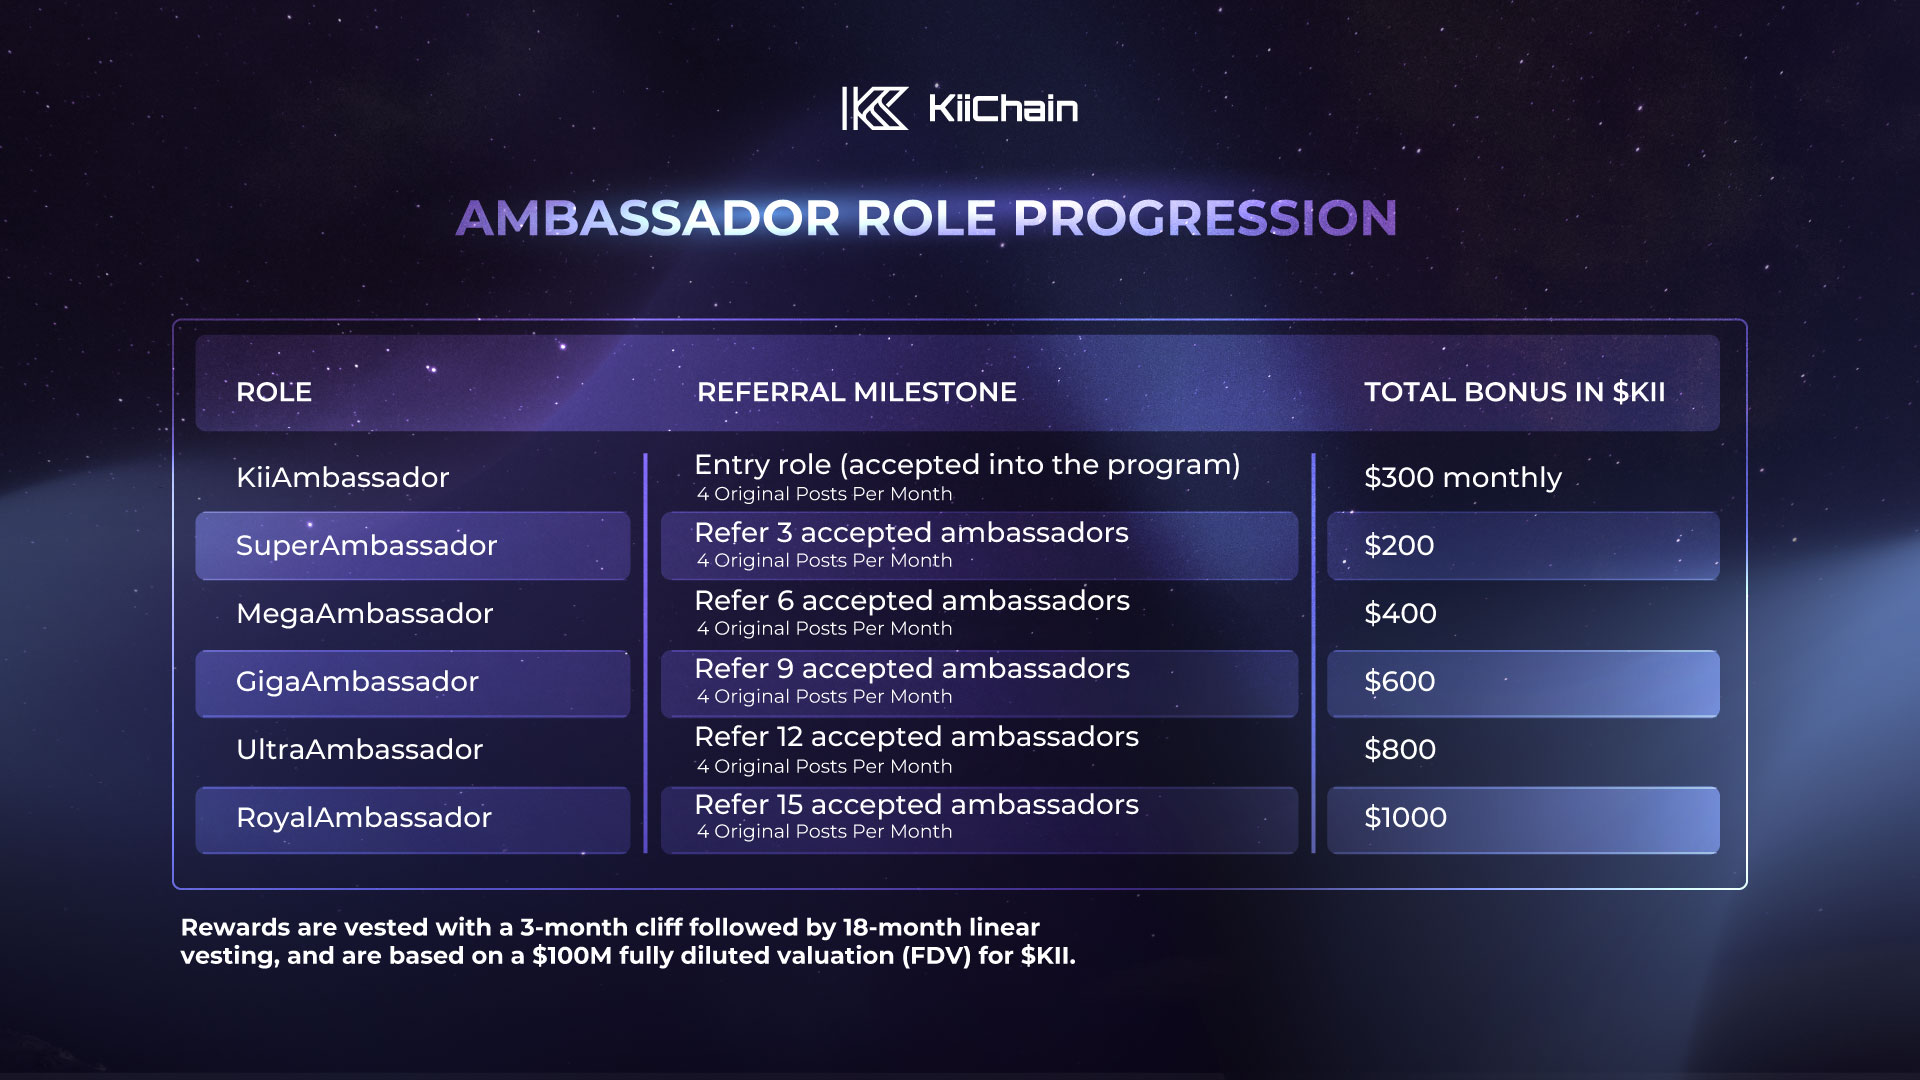 KiiChain
AMBASSADOR ROLE PROGRESSION
ROLE REFERRAL MILESTONE TOTAL BONUS IN $KII
KiiAmbassador Entry role (accepted into the program) $300 monthly
4 Original Posts Per Month
SuperAmbassador Refer 3 accepted ambassadors $200
4 Original Posts Per Month
MegaAmbassador Refer 6 accepted ambassadors $400
4 Original Posts Per Month
GigaAmbassador Refer 9 accepted ambassadors $600
4 Original Posts Per Month
UltraAmbassador Refer 12 accepted ambassadors $800
4 Original Posts Per Month
RoyalAmbassador Refer 15 accepted ambassadors $1000
4 Original Posts Per Month
Rewards are vested with a 3-month cliff followed by 18-month linear
vesting, and are based on a $100M fully diluted valuation (FDV) for $KII.